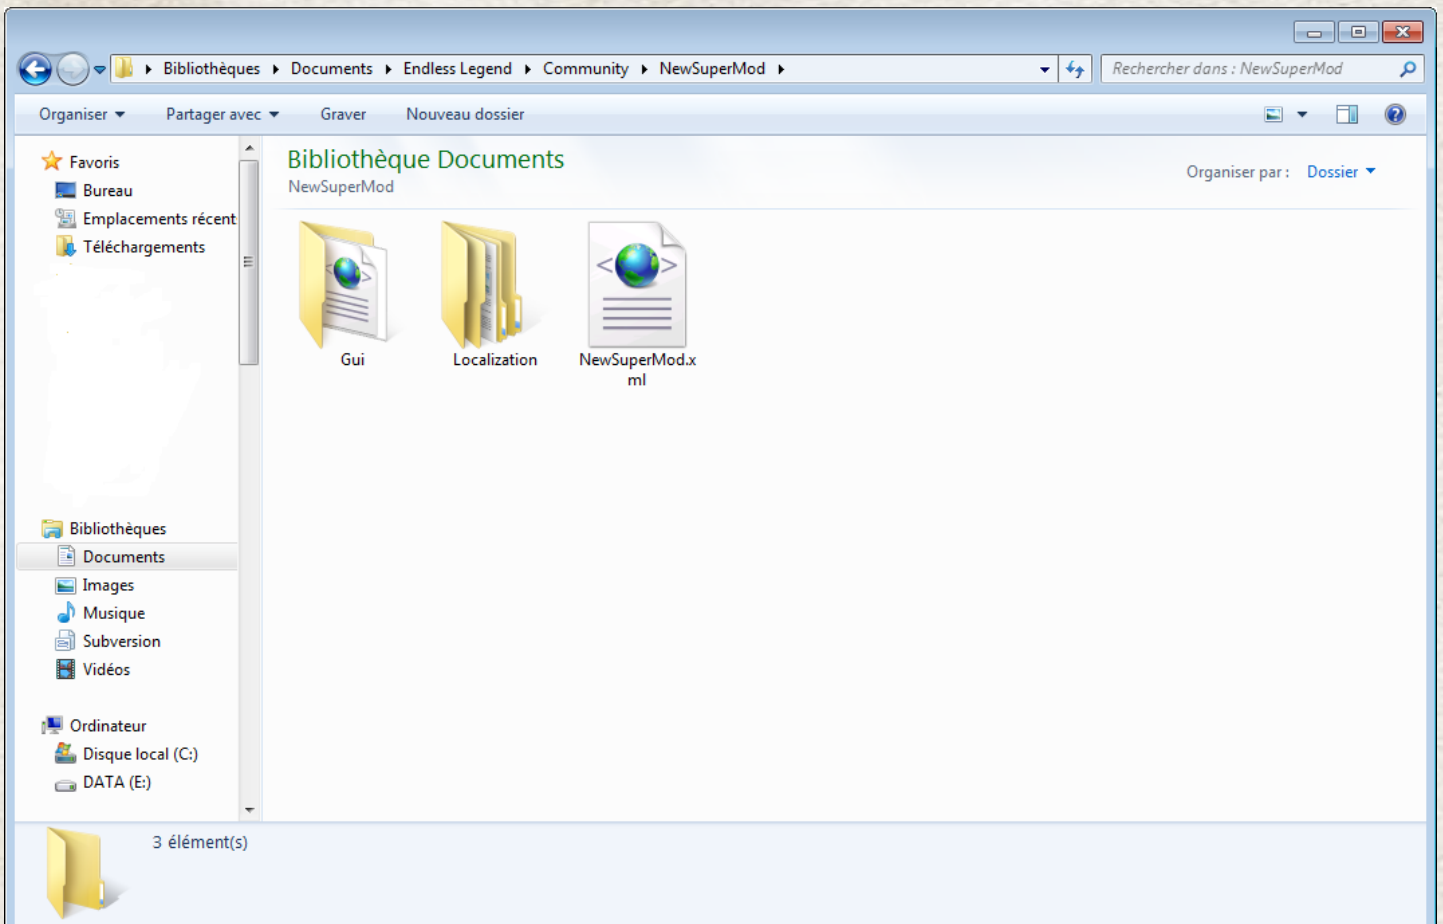 Bibliothèques Documents Endless Legend Community NewSuperMod
Rechercher dans : NewSuperMod
Organiser Partager avec Graver Nouveau dossier
Favoris
Bureau
Emplacements récent
Téléchargements
Bibliothèques
Documents
Images
Musique
Subversion
Vidéos
Ordinateur
Disque local (C:)
DATA (E:)
Bibliothèque Documents
NewSuperMod
Organiser par : Dossier
Gui
Localization
NewSuperMod.x
ml
3 élément(s)